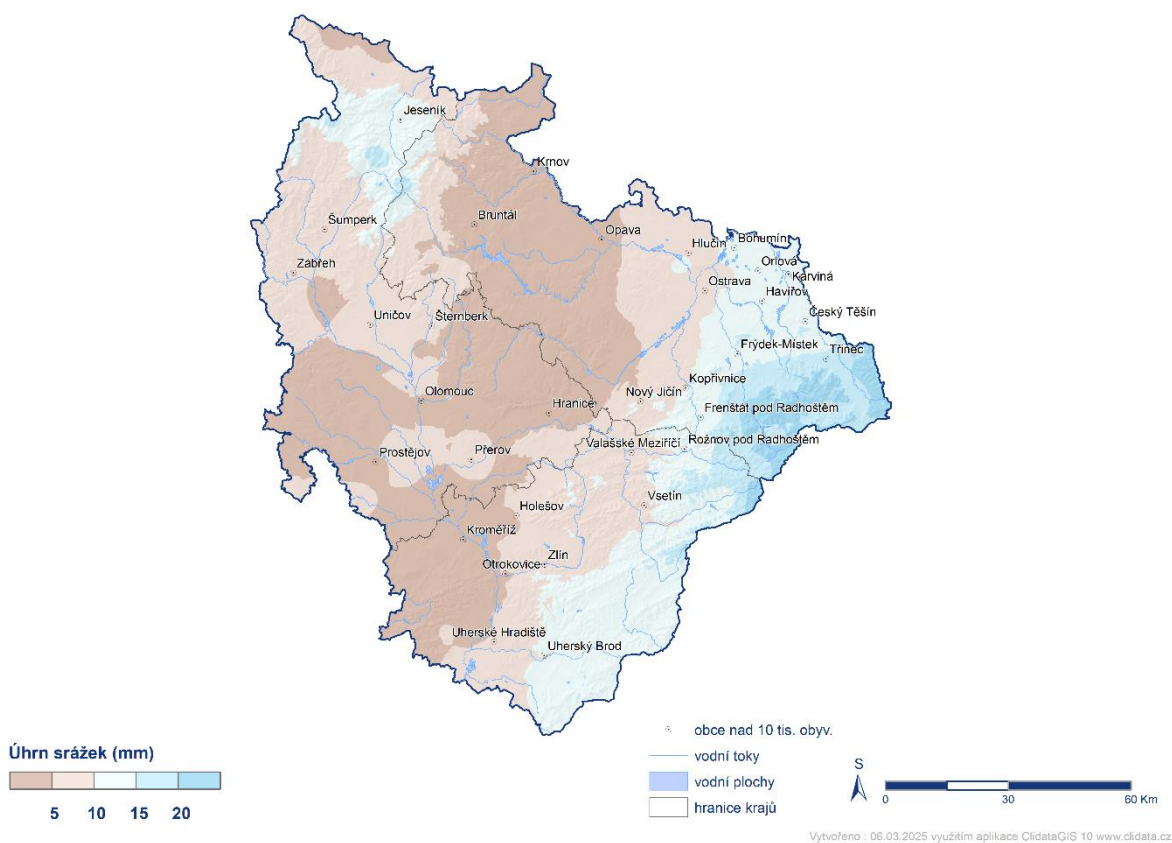 Jeseník
Krnov
Bruntál
Šumperk
Opava
Hlučín
Bohumín
Zábřeh
Orlová
Karviná
Ostrava
Havířov
Uničov
Šternberk
Český Těšín
Frýdek-Místek
Třinec
Kopřivnice
Olomouc
Nový Jičín
Hranice
Frenštát pod Radhoštěm
Valašské Meziříčí
Rožnov pod Radhoštěm
Prostějov
Přerov
Vsetín
Holešov
Kroměříž
Zlín
Otrokovice
Uherské Hradiště
Uherský Brod
Úhrn srážek (mm)
5 10 15 20
obce nad 10 tis. obyv.
vodní toky
vodní plochy
hranice krajů
S
0 30 60 Km
Vytvořeno : 06.03.2025 využitím aplikace ClidataGIS 10 www.clidata.cz